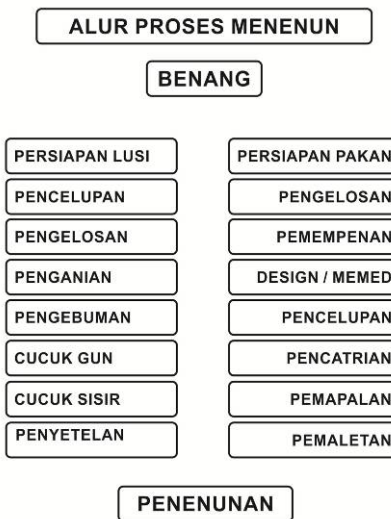 ALUR PROSES MENENUN
BENANG
PERSIAPAN LUSI
PENCELUPAN
PENGELOSAN
PENGANIAN
PENGEBUMAN
CUCUK GUN
CUCUK SISIR
PENYETELAN
PERSIAPAN PAKAN
PENGELOSAN
PEMEMPENAN
DESIGN / MEMED
PENCELUPAN
PENCATRIAN
PEMAPALAN
PEMALETAN
PENENUNAN